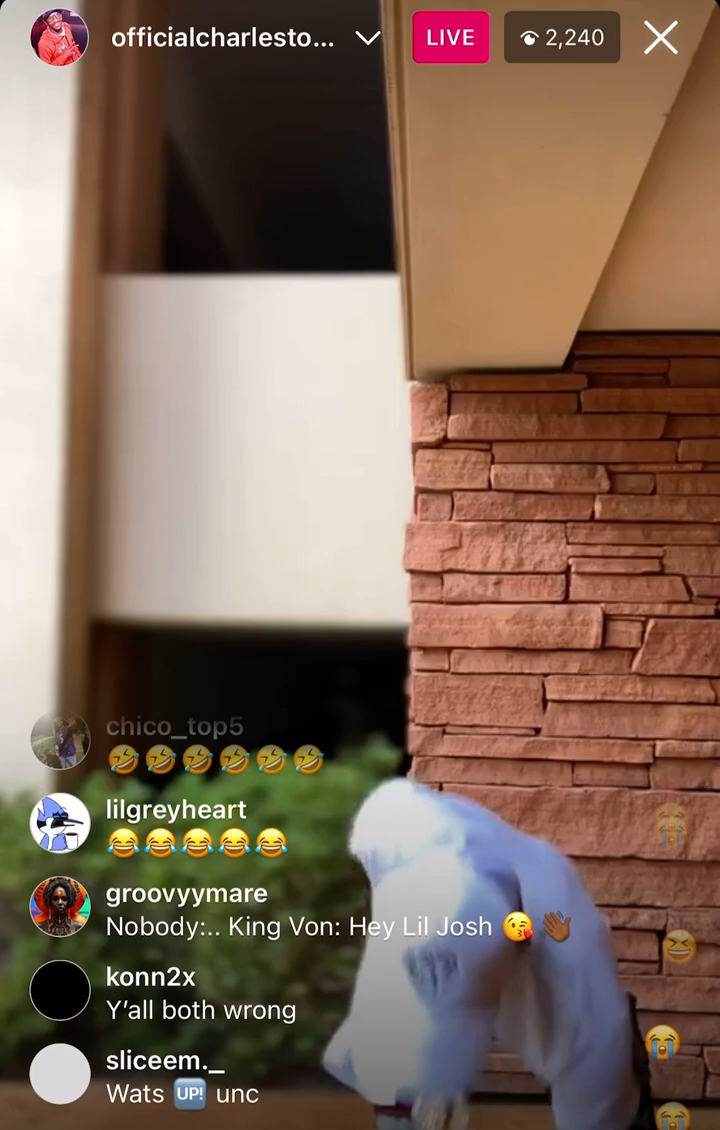 officialcharlesto...
LIVE
2,240
chico_top5
🤣🤣🤣🤣🤣🤣
lilgreyheart
😂😂😂😂😂
groovyymare
Nobody:.. King Von: Hey Lil Josh 😘👋🏾
konn2x
Y’all both wrong
sliceem._
Wats 🆙 unc